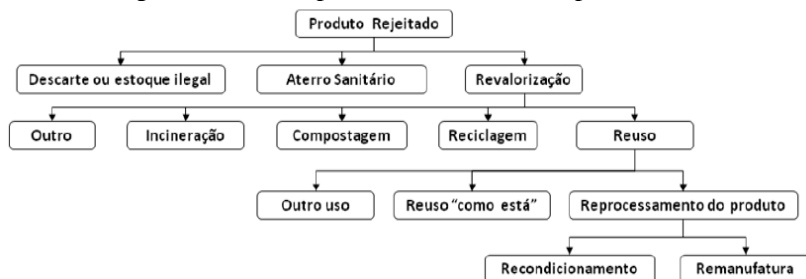 Produto Rejeitado
Descarte ou estoque ilegal
Aterro Sanitário
Revalorização
Outro
Incineração
Compostagem
Reciclagem
Reuso
Outro uso
Reuso “como está”
Reprocessamento do produto
Recondicionamento
Remanufatura